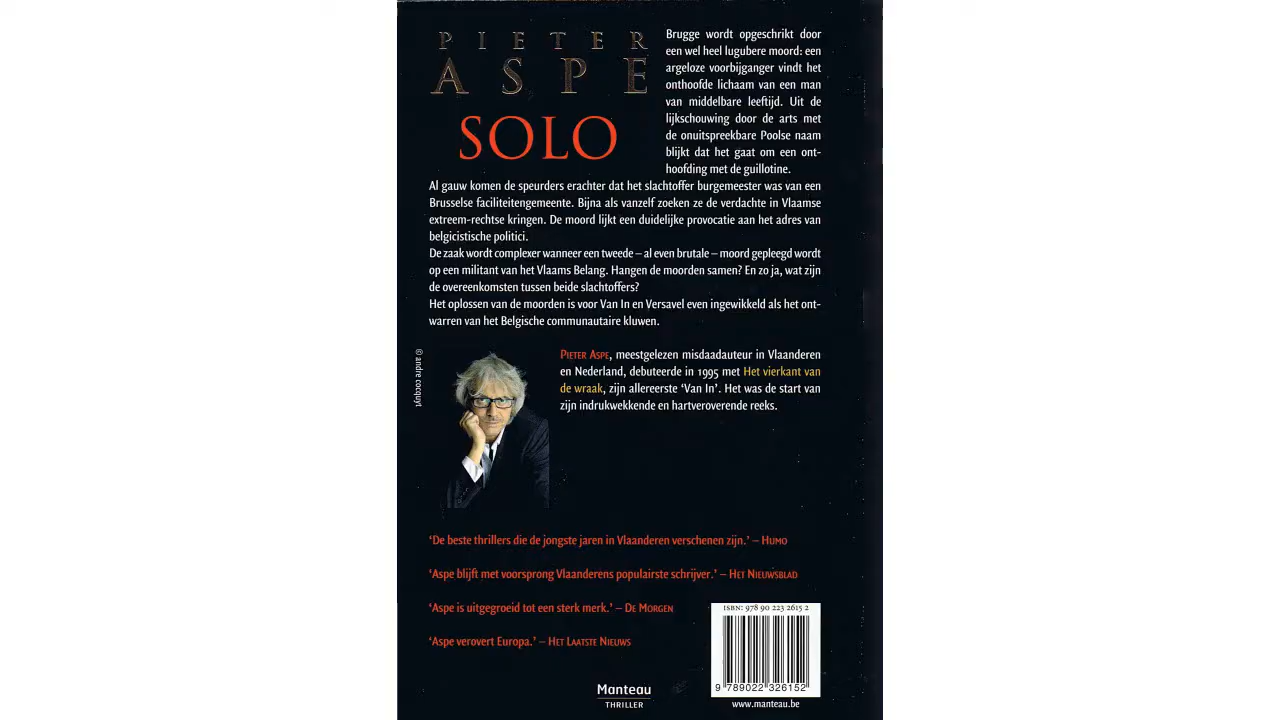 PIETER
ASPE
SOLO
Brugge wordt opgeschrikt door
een wel heel lugubere moord: een
argeloze voorbijganger vindt het
onthoofde lichaam van een man
van middelbare leeftijd. Uit de
lijkschouwing door de arts met
de onuitspreekbare Poolse naam
blijkt dat het gaat om een ont-
hoofding met de guillotine.
Al gauw komen de speurders erachter dat het slachtoffer burgemeester was van een
Brusselse faciliteitengemeente. Bijna als vanzelf zoeken ze de verdachte in Vlaamse
extreem-rechtse kringen. De moord lijkt een duidelijke provocatie aan het adres van
belgicistische politici.
De zaak wordt complexer wanneer een tweede – al even brutale – moord gepleegd wordt
op een militant van het Vlaams Belang. Hangen de moorden samen? En zo ja, wat zijn
de overeenkomsten tussen beide slachtoffers?
Het oplossen van de moorden is voor Van In en Versavel even ingewikkeld als het ont-
warren van het Belgische communautaire kluwen.
© andre cocquyt
PIETER ASPE, meestgelezen misdaadauteur in Vlaanderen
en Nederland, debuteerde in 1995 met Het vierkant van
de wraak, zijn allereerste ‘Van In’. Het was de start van
zijn indrukwekkende en hartveroverende reeks.
‘De beste thrillers die de jongste jaren in Vlaanderen verschenen zijn.’ – HUMO
‘Aspe blijft met voorsprong Vlaanderens populairste schrijver.’ – HET NIEUWSBLAD
‘Aspe is uitgegroeid tot een sterk merk.’ – DE MORGEN
‘Aspe verovert Europa.’ – HET LAATSTE NIEUWS
ISBN: 978 90 223 2615 2
9 789022 326152
www.manteau.be
Manteau
THRILLER